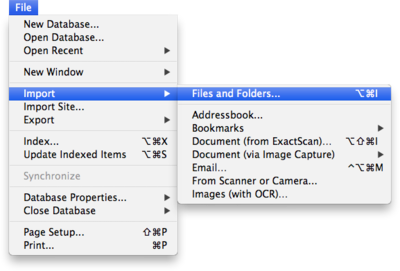 File
New Database...
Open Database...
Open Recent ▶
New Window ▶
Import ▶
Import Site...
Export ▶
Index... ⌥⌘X
Update Indexed Items ⌥⌘S
Synchronize
Database Properties... ▶
Close Database ▶
Page Setup... ⇧⌘P
Print... ⌘P
Files and Folders... ⌥⌘I
Addressbook...
Bookmarks ▶
Document (from ExactScan)... ⌥⇧⌘I
Document (via Image Capture) ▶
Email... ^⌥⌘M
From Scanner or Camera...
Images (with OCR)...